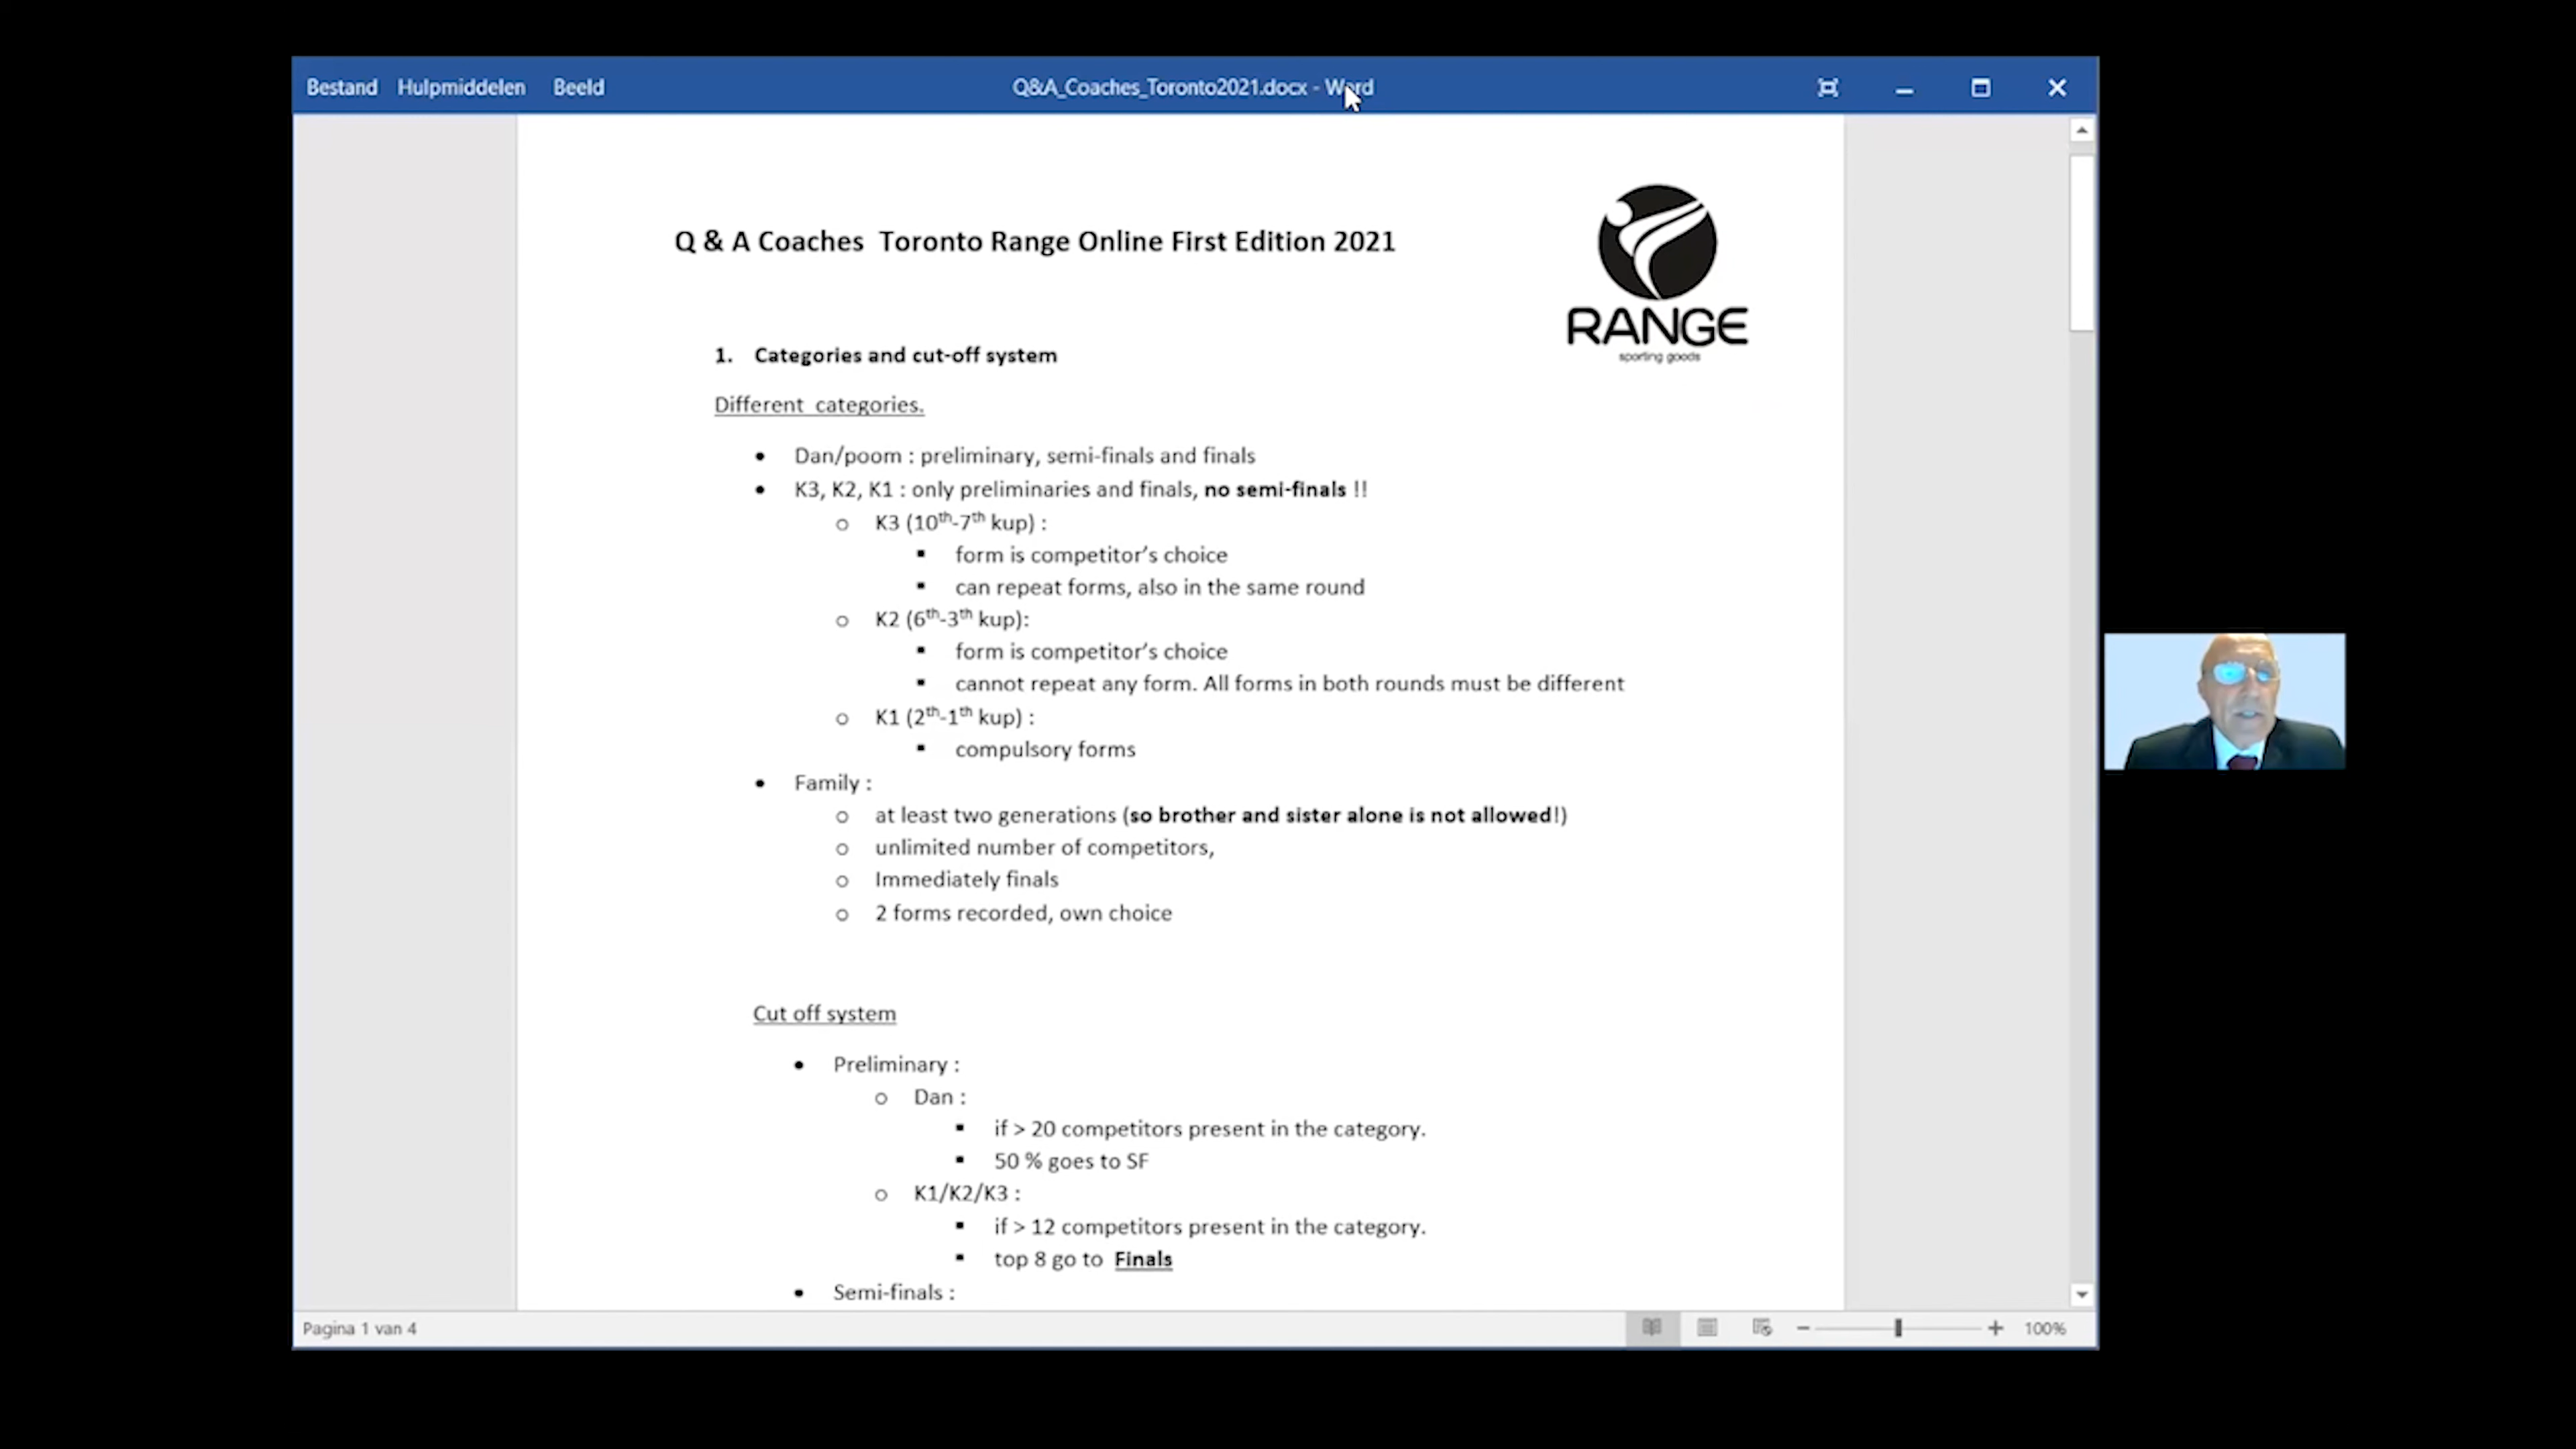 Bestand Hulpmiddelen Beeld Q&A_Coaches_Toronto2021.docx - Word
Q & A Coaches Toronto Range Online First Edition 2021
RANGE
sporting goods
1. Categories and cut-off system
Different categories.
• Dan/poom : preliminary, semi-finals and finals
• K3, K2, K1 : only preliminaries and finals, no semi-finals !!
o K3 (10th-7th kup) :
▪ form is competitor's choice
▪ can repeat forms, also in the same round
o K2 (6th-3th kup):
▪ form is competitor's choice
▪ cannot repeat any form. All forms in both rounds must be different
o K1 (2th-1th kup) :
▪ compulsory forms
• Family :
o at least two generations (so brother and sister alone is not allowed!)
o unlimited number of competitors,
o Immediately finals
o 2 forms recorded, own choice
Cut off system
• Preliminary :
o Dan :
▪ if > 20 competitors present in the category.
▪ 50 % goes to SF
o K1/K2/K3 :
▪ if > 12 competitors present in the category.
▪ top 8 go to Finals
• Semi-finals :
Pagina 1 van 4 100%